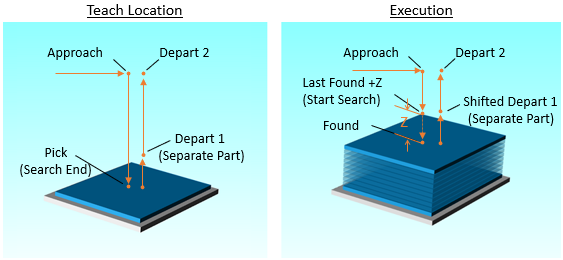 Teach Location
Approach
Depart 2
Depart 1
(Separate Part)
Pick
(Search End)
Execution
Approach
Depart 2
Last Found +Z
(Start Search)
Shifted Depart 1
(Separate Part)
Z
Found